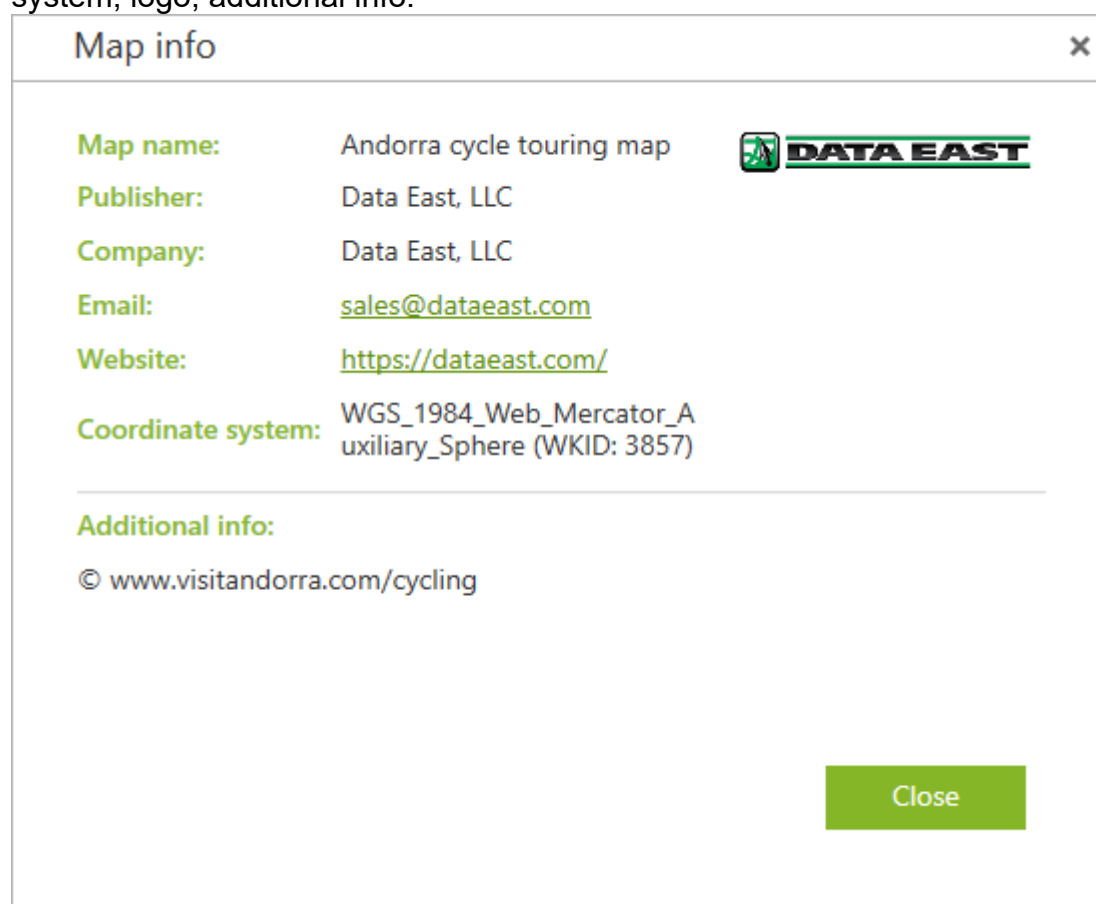 system, logo, additional info.
Map info
Map name: Andorra cycle touring map
DATA EAST
Publisher: Data East, LLC
Company: Data East, LLC
Email: sales@dataeast.com
Website: https://dataeast.com/
Coordinate system: WGS_1984_Web_Mercator_A
uxiliary_Sphere (WKID: 3857)
Additional info:
© www.visitandorra.com/cycling
Close